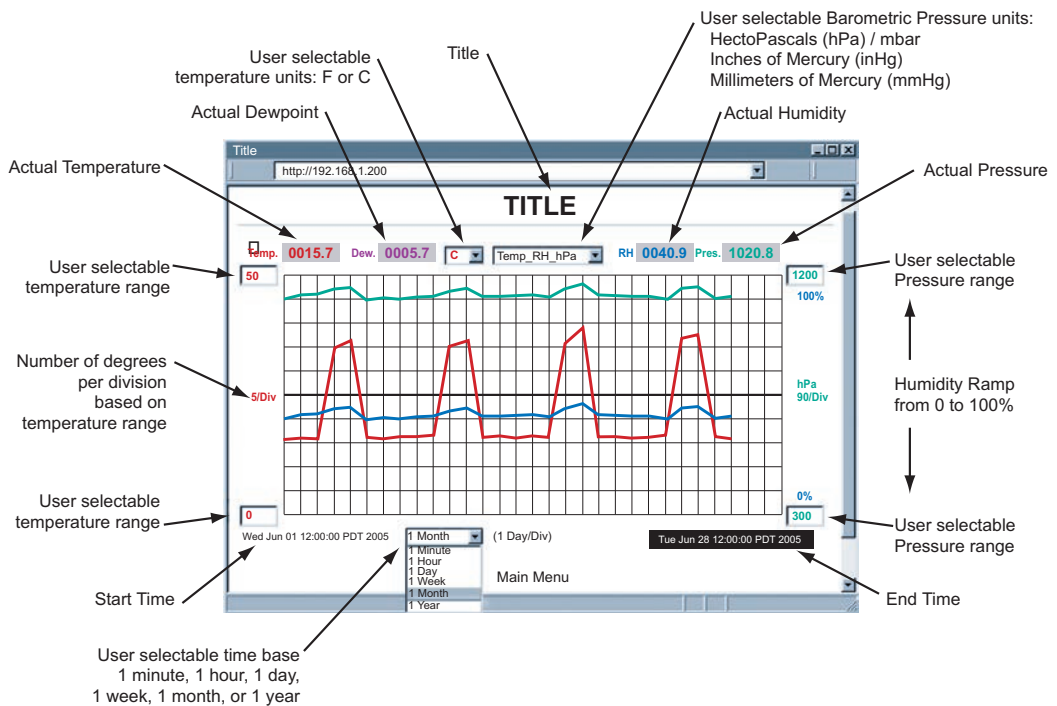 User selectable Barometric Pressure units:
HectoPascals (hPa) / mbar
Inches of Mercury (inHg)
Millimeters of Mercury (mmHg)
User selectable
temperature units: F or C
Title
Actual Dewpoint
Actual Humidity
Actual Temperature
Actual Pressure
Title
http://192.168.1.200
TITLE
Temp. 0015.7 Dew. 0005.7 C Temp_RH_hPa RH 0040.9 Pres. 1020.8
User selectable
temperature range
50
1200
100%
User selectable
Pressure range
Number of degrees
per division
based on
temperature range
5/Div
hPa
90/Div
Humidity Ramp
from 0 to 100%
User selectable
temperature range
0
0%
300
User selectable
Pressure range
Wed Jun 01 12:00:00 PDT 2005
1 Month
(1 Day/Div)
Tue Jun 28 12:00:00 PDT 2005
1 Minute
1 Hour
1 Day
1 Week
1 Month
1 Year
Main Menu
Start Time
End Time
User selectable time base
1 minute, 1 hour, 1 day,
1 week, 1 month, or 1 year